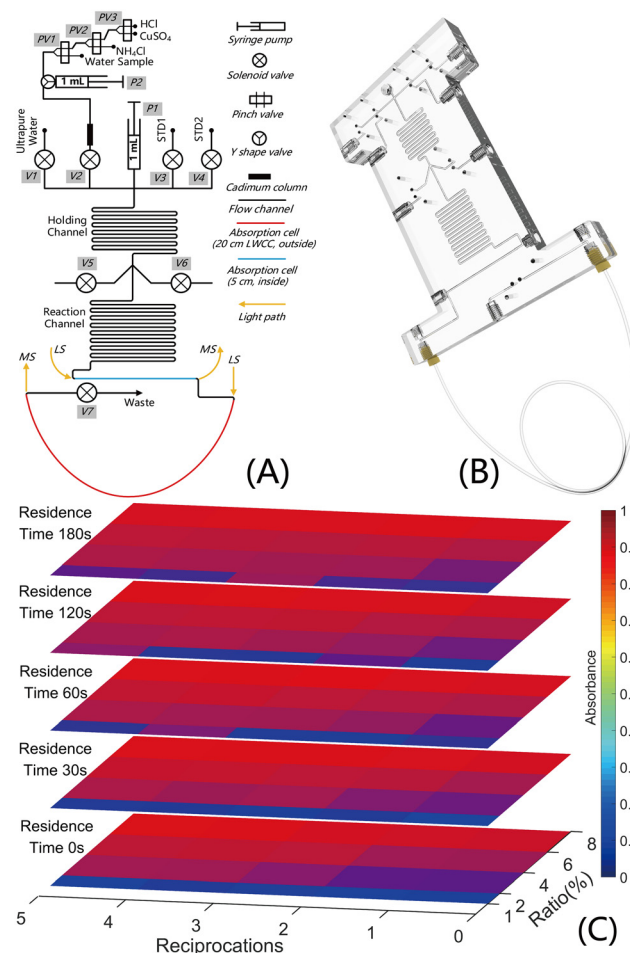 PV3
HCl
CuSO4
PV2
PV1
NH4Cl
Water Sample
1 mL
P2
Ultrapure
Water
P1
1 mL
STD1
STD2
V1
V2
V3
V4
Holding
Channel
V5
V6
Reaction
Channel
MS
LS
MS
LS
V7
Waste
Syringe pump
Solenoid valve
Pinch valve
Y shape valve
Cadimum column
Flow channel
Absorption cell
(20 cm LWCC, outside)
Absorption cell
(5 cm, inside)
Light path
(A)
(B)
Residence
Time 180s
Residence
Time 120s
Residence
Time 60s
Residence
Time 30s
Residence
Time 0s
5
4
3
2
1
0
Reciprocations
1
2
4
6
8
Ratio(%)
1
0
Absorbance
(C)